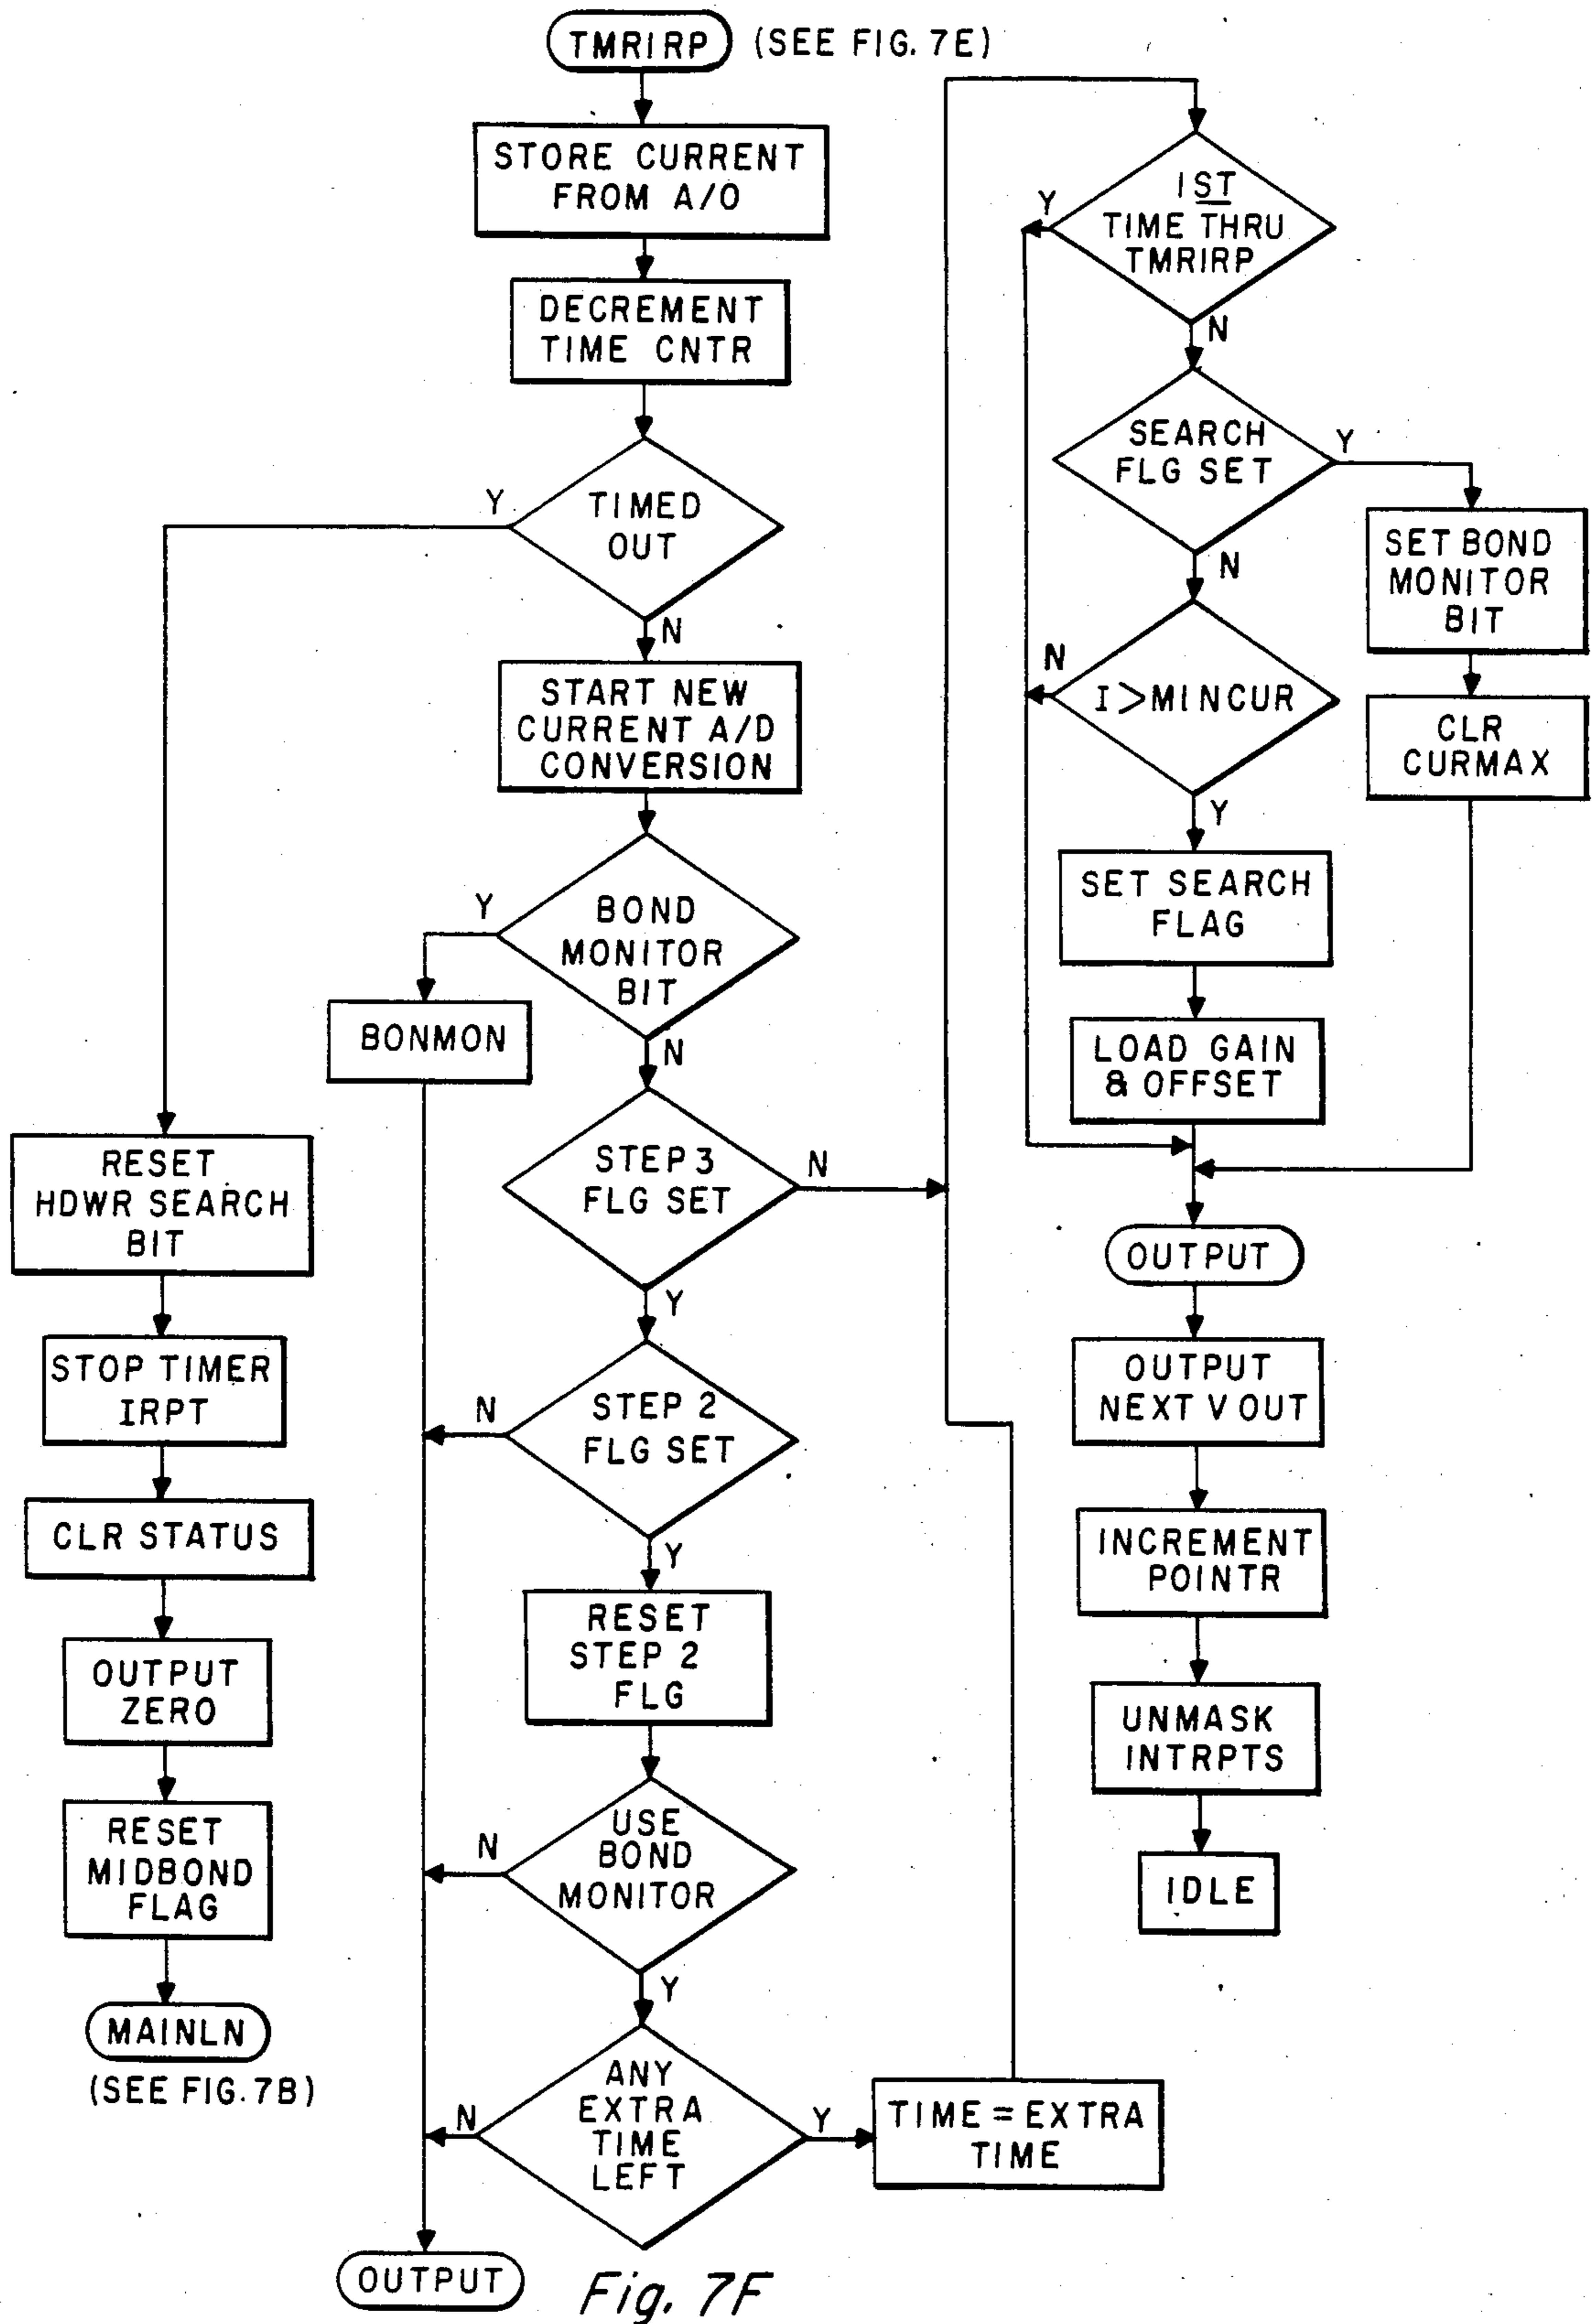 TMRIRP (SEE FIG. 7E)
STORE CURRENT
FROM A/O
DECREMENT
TIME CNTR
TIMED
OUT
Y
N
START NEW
CURRENT A/D
CONVERSION
BOND
MONITOR
BIT
Y
N
BONMON
STEP 3
FLG SET
N
Y
STEP 2
FLG SET
N
Y
RESET
STEP 2
FLG
USE
BOND
MONITOR
N
Y
ANY
EXTRA
TIME
LEFT
N
Y
TIME = EXTRA
TIME
OUTPUT
RESET
HDWR SEARCH
BIT
STOP TIMER
IRPT
CLR STATUS
OUTPUT
ZERO
RESET
MIDBOND
FLAG
MAINLN
(SEE FIG. 7B)
1ST
TIME THRU
TMRIRP
Y
N
SEARCH
FLG SET
Y
N
SET BOND
MONITOR
BIT
CLR
CURMAX
I > MINCUR
N
Y
SET SEARCH
FLAG
LOAD GAIN
& OFFSET
OUTPUT
OUTPUT
NEXT V OUT
INCREMENT
POINTR
UNMASK
INTRPTS
IDLE
Fig. 7F